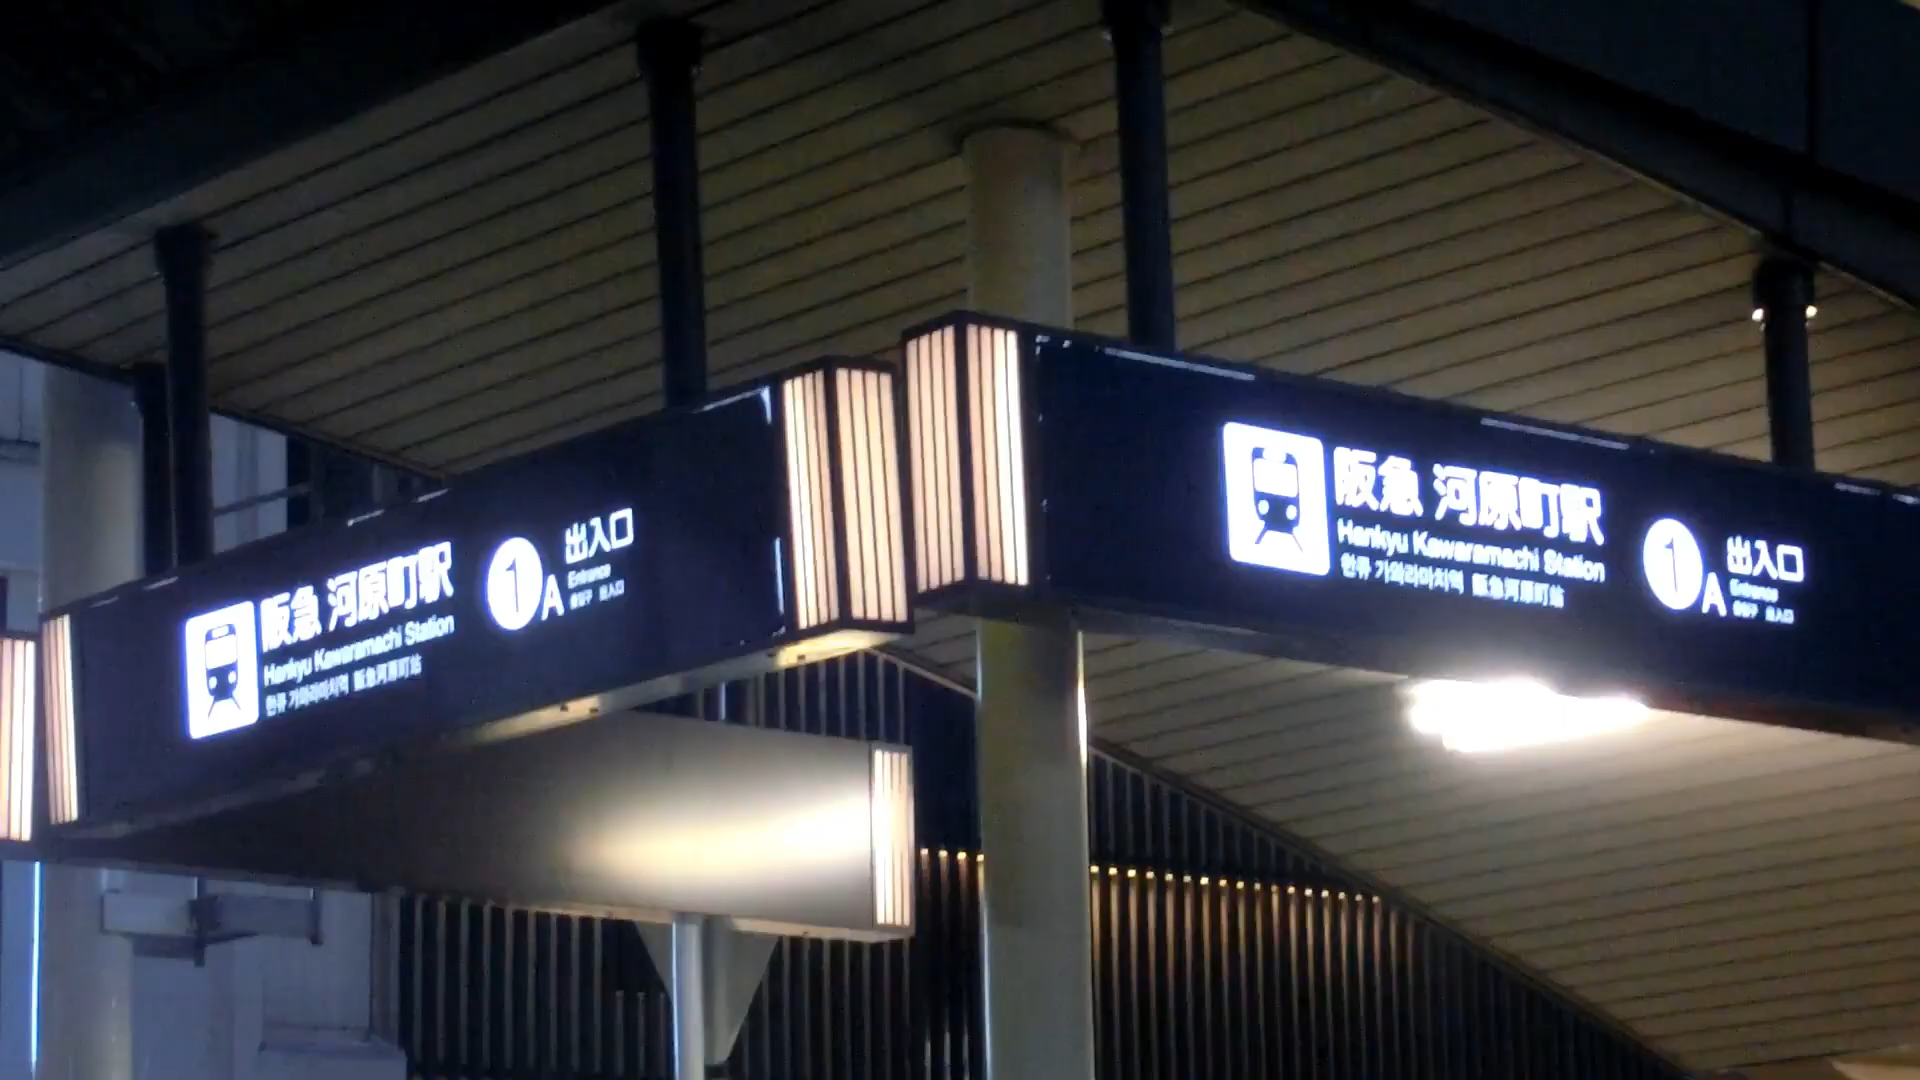 阪急 河原町駅
Hankyu Kawaramachi Station
한큐 가와라마치역 阪急河原町站
1A
出入口
Entrance
출입구 出入口
阪急 河原町駅
Hankyu Kawaramachi Station
한큐 가와라마치역 阪急河原町站
1A
出入口
Entrance
출입구 出入口